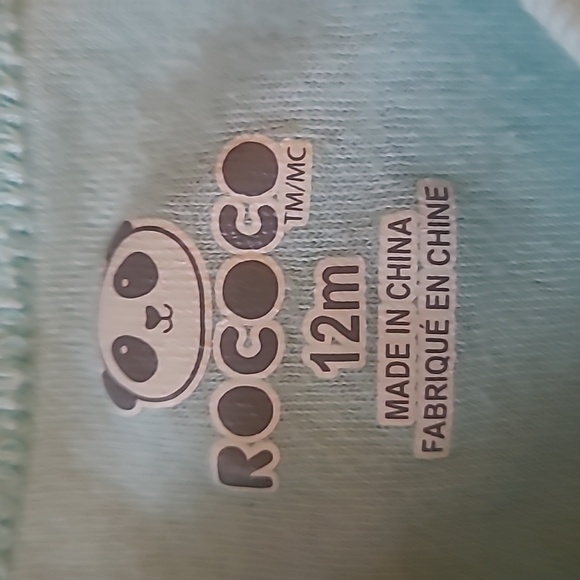 ROCOCO
TM/MC
12m
MADE IN CHINA
FABRIQUÉ EN CHINE